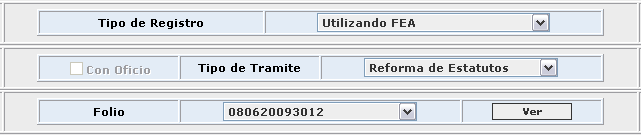 Tipo de Registro Utilizando FEA
Con Oficio Tipo de Tramite Reforma de Estatutos
Folio 080620093012 Ver